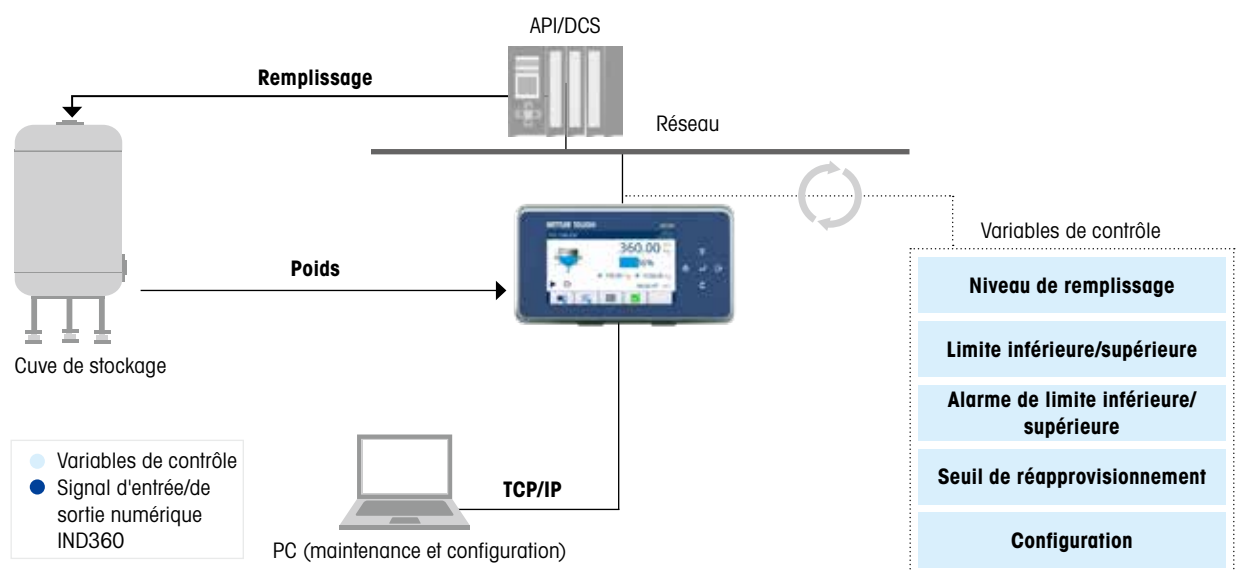 API/DCS
Remplissage
Réseau
Variables de contrôle
Poids
360.00
Niveau de remplissage
Limite inférieure/supérieure
Alarme de limite inférieure/
supérieure
Seuil de réapprovisionnement
Configuration
Cuve de stockage
Variables de contrôle
Signal d'entrée/de
sortie numérique
IND360
TCP/IP
PC (maintenance et configuration)